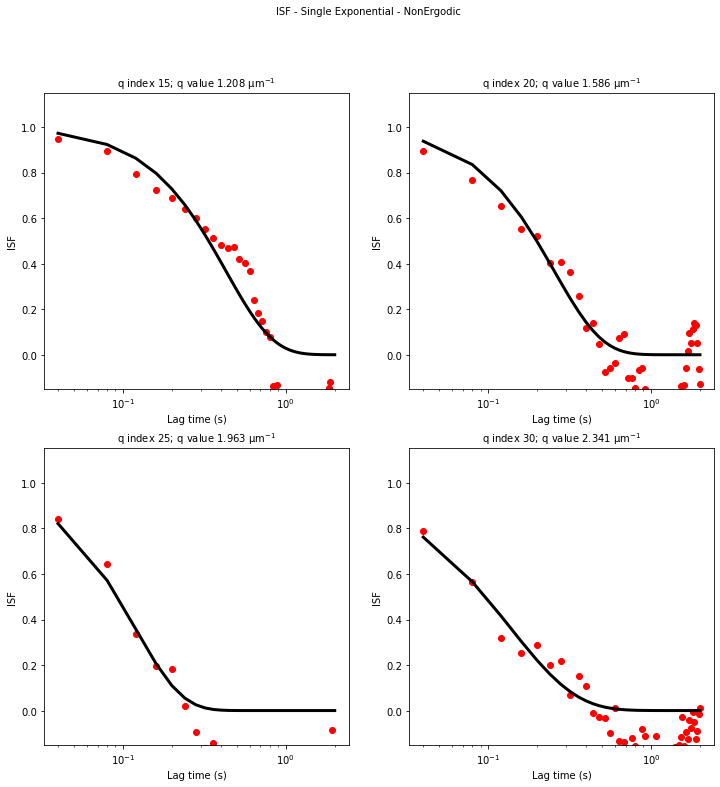 ISF - Single Exponential - NonErgodic
q index 15; q value 1.208 μm⁻¹
q index 20; q value 1.586 μm⁻¹
1.0
0.8
0.6
0.4
0.2
0.0
ISF
10⁻¹
10⁰
Lag time (s)
1.0
0.8
0.6
0.4
0.2
0.0
ISF
10⁻¹
10⁰
Lag time (s)
q index 25; q value 1.963 μm⁻¹
q index 30; q value 2.341 μm⁻¹
1.0
0.8
0.6
0.4
0.2
0.0
ISF
10⁻¹
10⁰
Lag time (s)
1.0
0.8
0.6
0.4
0.2
0.0
ISF
10⁻¹
10⁰
Lag time (s)